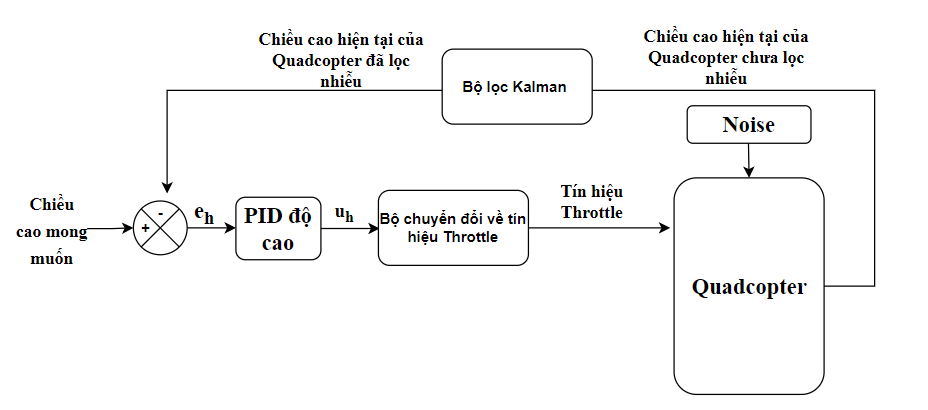 Chiều cao hiện tại của
Quadcopter đã lọc
nhiễu
Chiều cao hiện tại của
Quadcopter chưa lọc
nhiễu
Bộ lọc Kalman
Noise
Chiều
cao mong
muốn
-
+
eh
PID độ
cao
uh
Bộ chuyển đổi về tín
hiệu Throttle
Tín hiệu
Throttle
Quadcopter